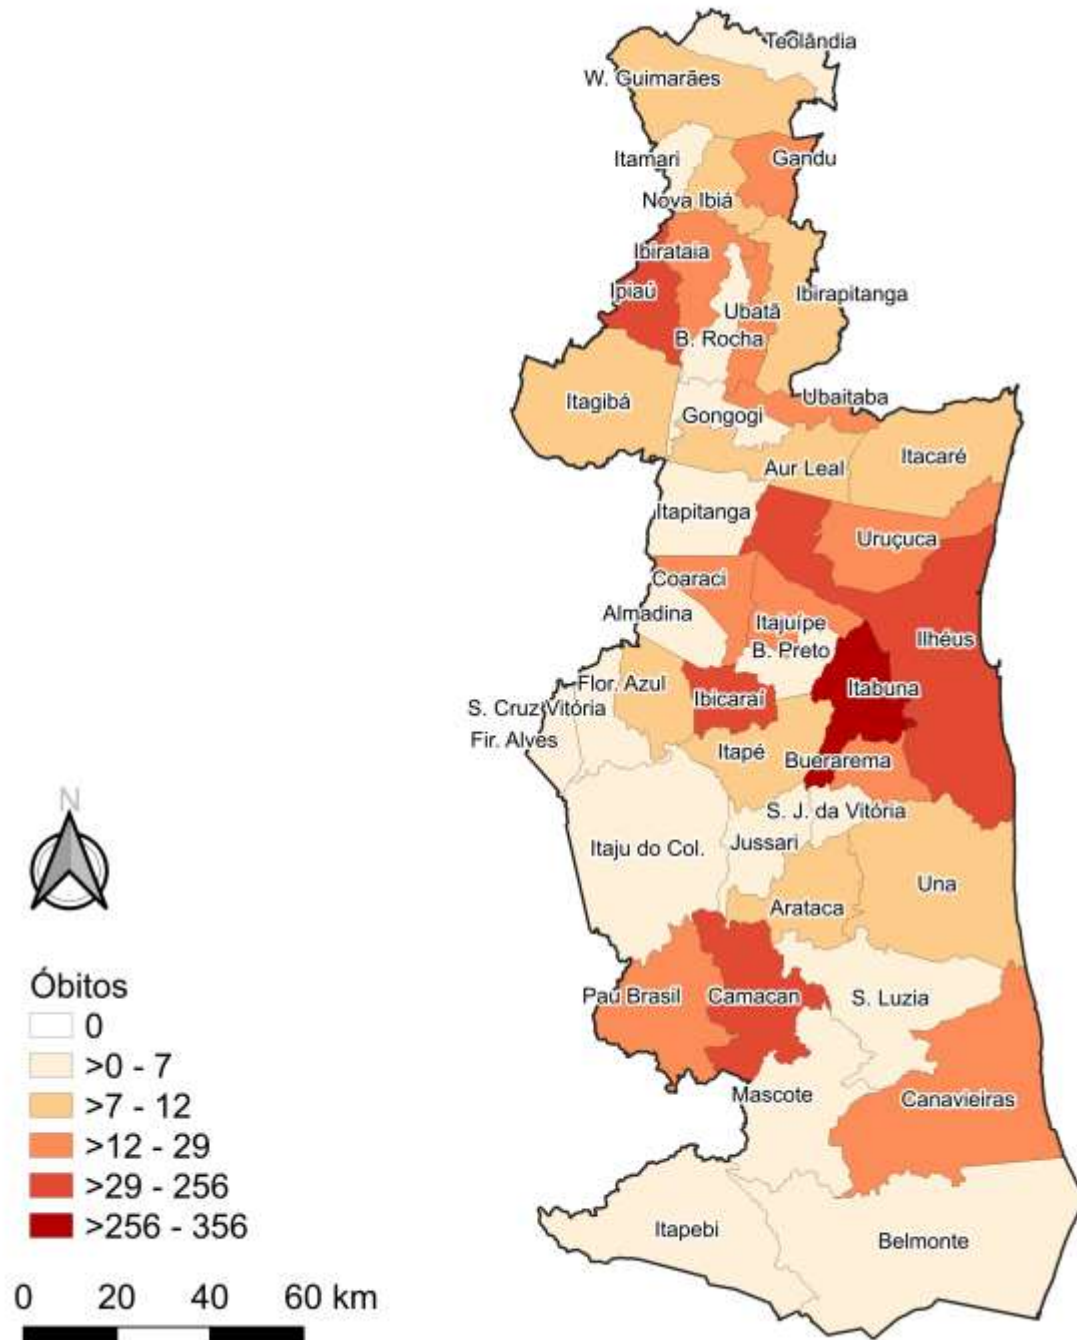 Teolândia
W. Guimarães
Itamari
Gandu
Nova Ibiá
Ibirataia
Ipiaú
Ibirapitanga
Ubatã
B. Rocha
Ubaitaba
Itagibá
Gongogi
Itacaré
Aur Leal
Itapitanga
Uruçuca
Coaraci
Almadina
Itajuípe
Ilhéus
B. Preto
Flor. Azul
Itabuna
Ibicaraí
S. Cruz Vitória
Fir. Alves
Itapé
Buerarema
S. J. da Vitória
Itaju do Col.
Jussari
Una
Arataca
N
Óbitos
0
>0 - 7
>7 - 12
>12 - 29
>29 - 256
>256 - 356
Paú Brasil
Camacan
S. Luzia
Mascote
Canavieiras
Itapebi
Belmonte
0 20 40 60 km